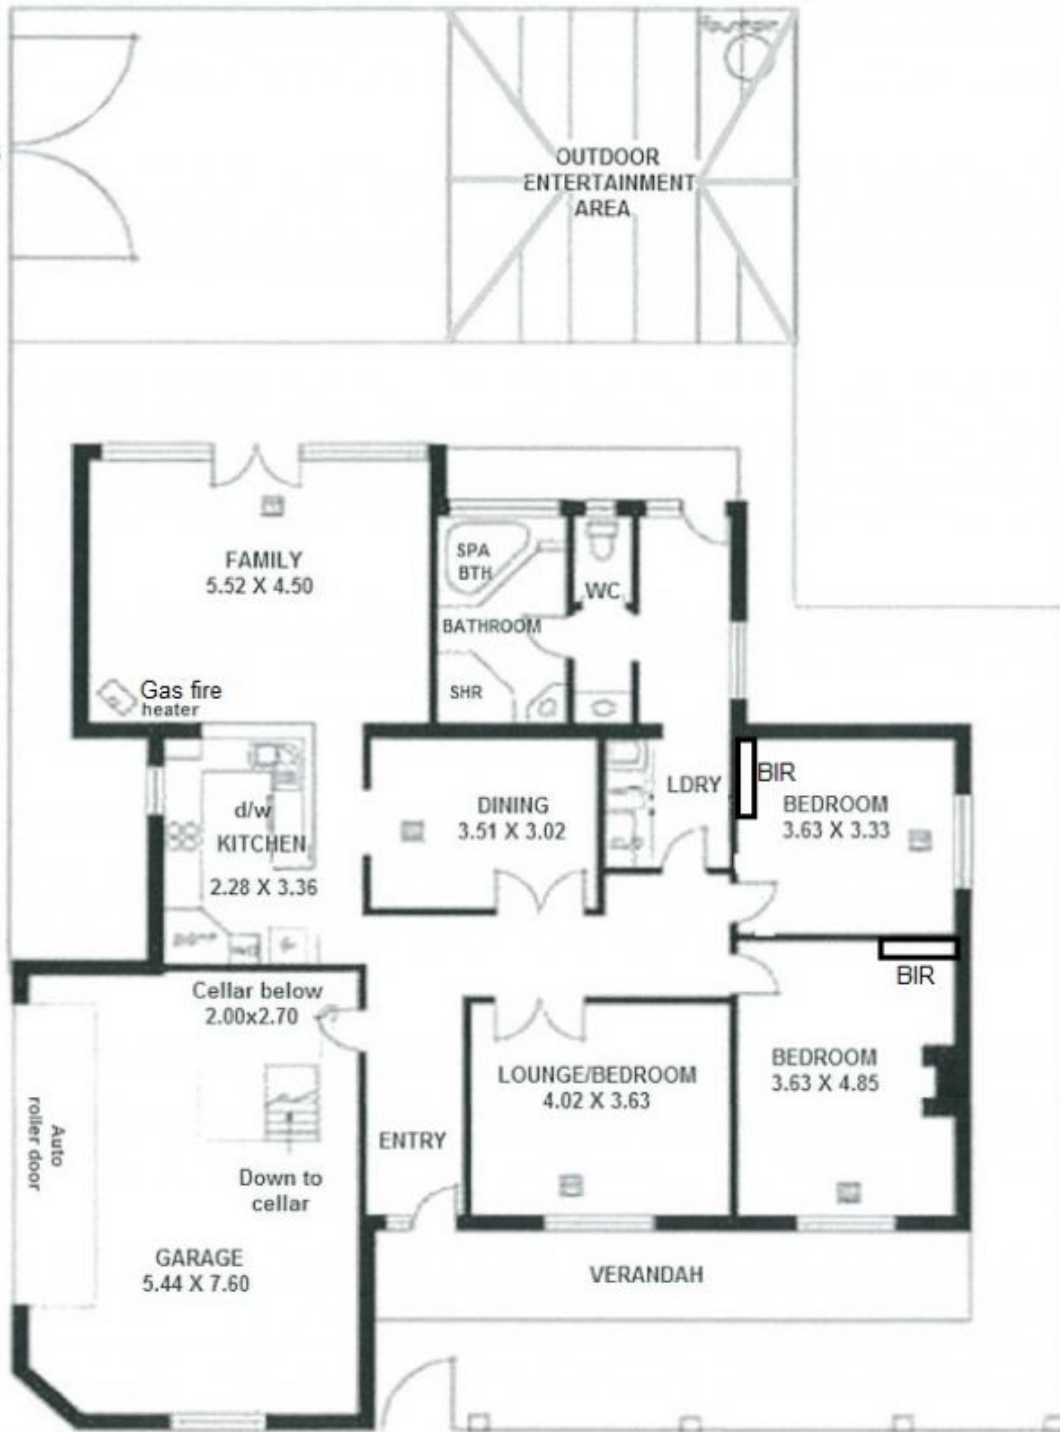 OUTDOOR
ENTERTAINMENT
AREA
FAMILY
5.52 X 4.50
SPA
BTH
WC
BATHROOM
SHR
Gas fire
heater
d/w
KITCHEN
2.28 X 3.36
DINING
3.51 X 3.02
LDRY
BIR
BEDROOM
3.63 X 3.33
BIR
Cellar below
2.00x2.70
LOUNGE/BEDROOM
4.02 X 3.63
BEDROOM
3.63 X 4.85
Auto
roller door
ENTRY
Down to
cellar
GARAGE
5.44 X 7.60
VERANDAH